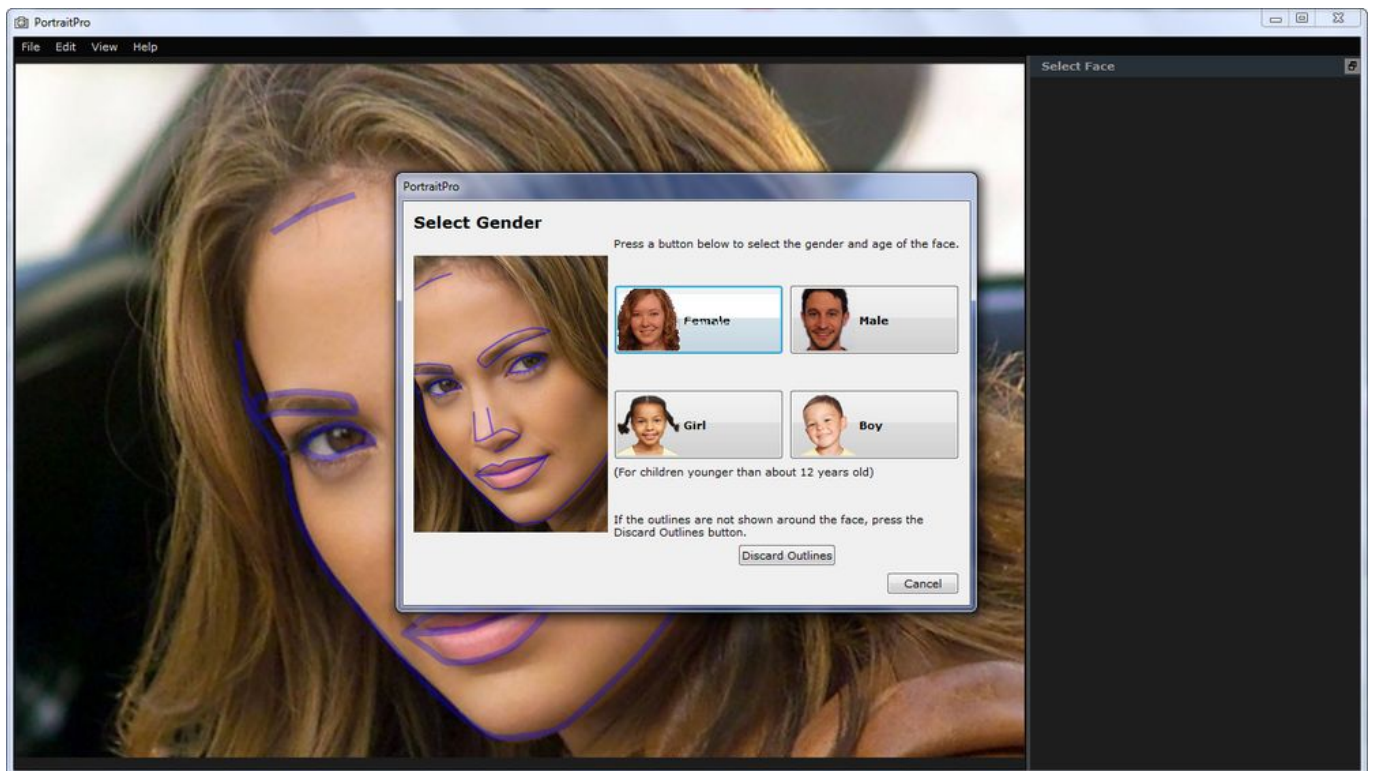 PortraitPro
File Edit View Help
Select Face
PortraitPro
Select Gender
Press a button below to select the gender and age of the face.
Female Male
Girl Boy
(For children younger than about 12 years old)
If the outlines are not shown around the face, press the
Discard Outlines button.
Discard Outlines
Cancel